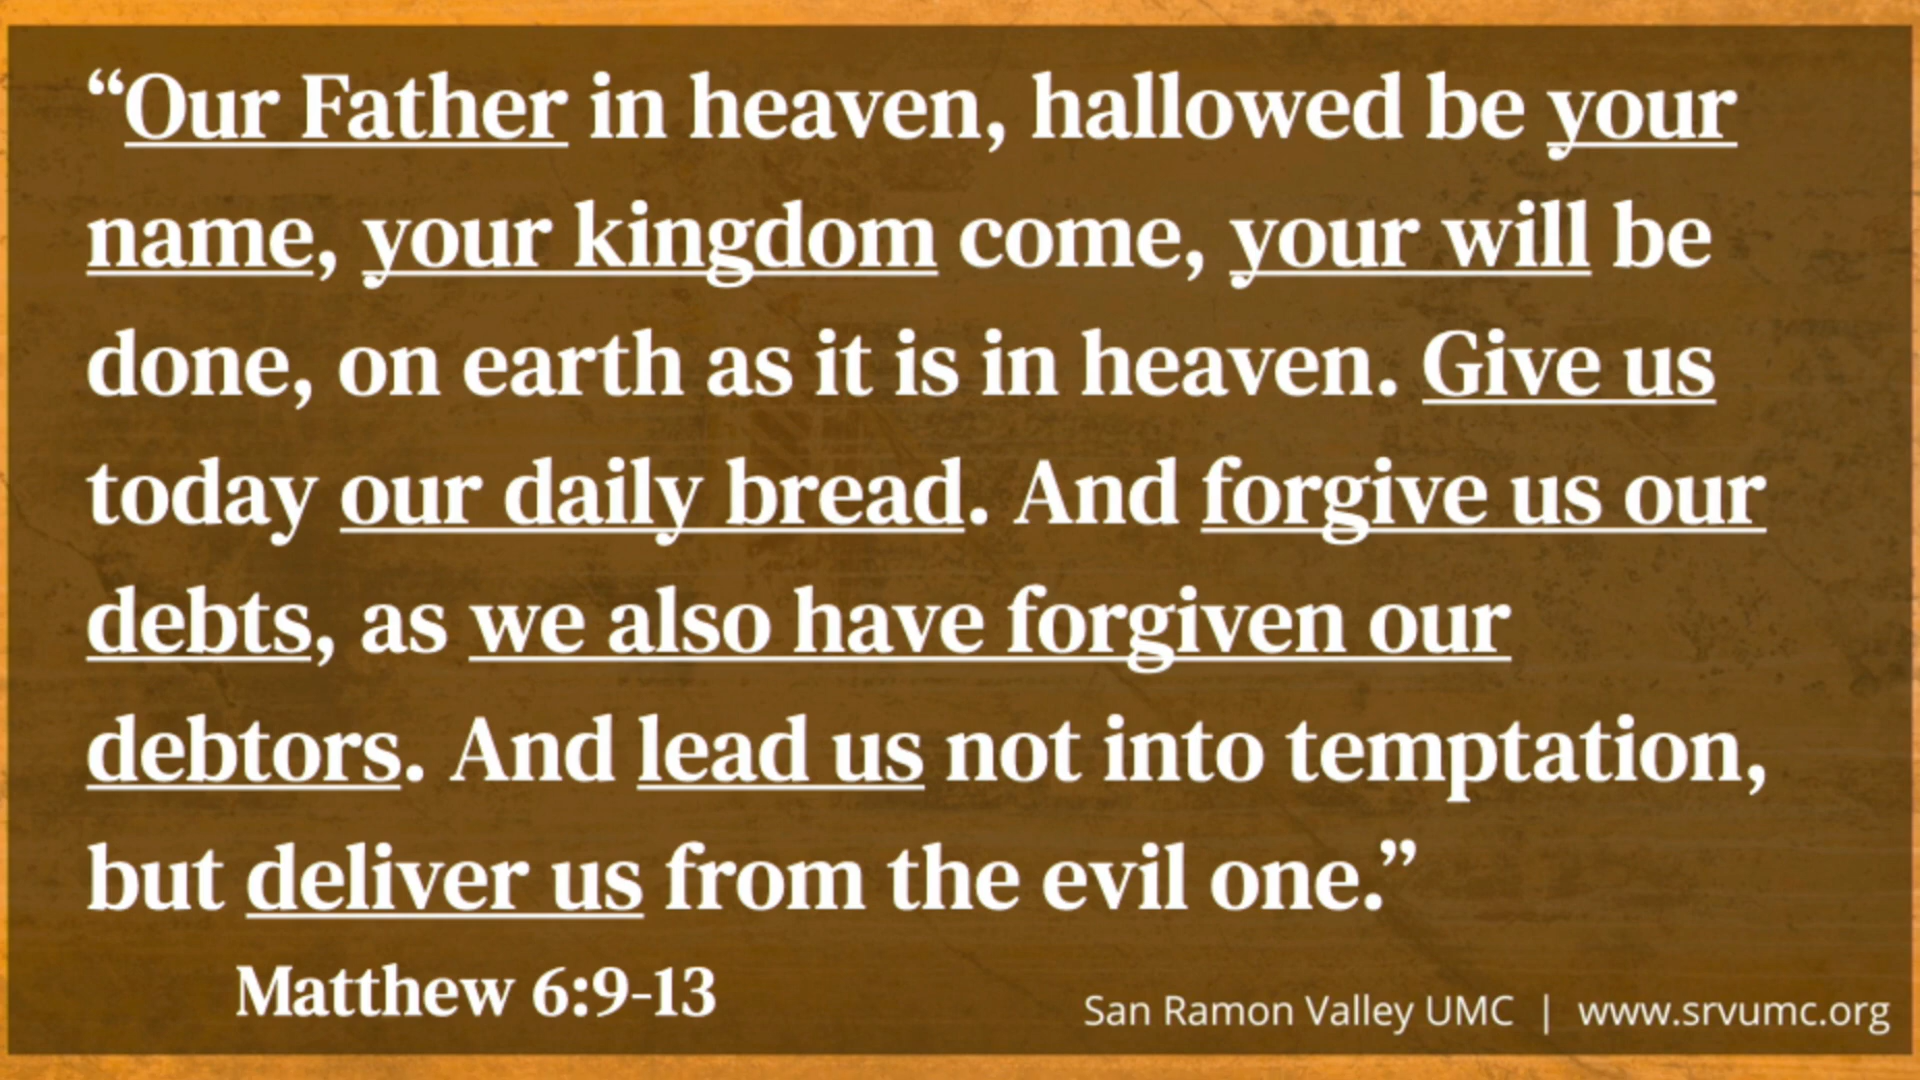 “Our Father in heaven, hallowed be your
name, your kingdom come, your will be
done, on earth as it is in heaven. Give us
today our daily bread. And forgive us our
debts, as we also have forgiven our
debtors. And lead us not into temptation,
but deliver us from the evil one.”
Matthew 6:9-13
San Ramon Valley UMC | www.srvumc.org